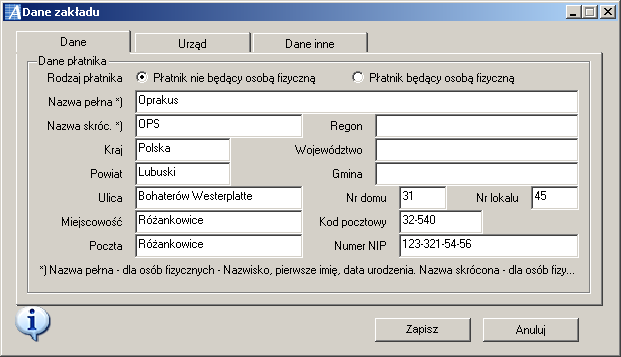 Dane zakładu
Dane Urząd Dane inne
Dane płatnika
Rodzaj płatnika Płatnik nie będący osobą fizyczną Płatnik będący osobą fizyczną
Nazwa pełna *) Oprakus
Nazwa skróc. *) OPS Regon
Kraj Polska Województwo
Powiat Lubuski Gmina
Ulica Bohaterów Westerplatte Nr domu 31 Nr lokalu 45
Miejscowość Różankowice Kod pocztowy 32-540
Poczta Różankowice Numer NIP 123-321-54-56
*) Nazwa pełna - dla osób fizycznych - Nazwisko, pierwsze imię, data urodzenia. Nazwa skrócona - dla osób fizy...
Zapisz Anuluj